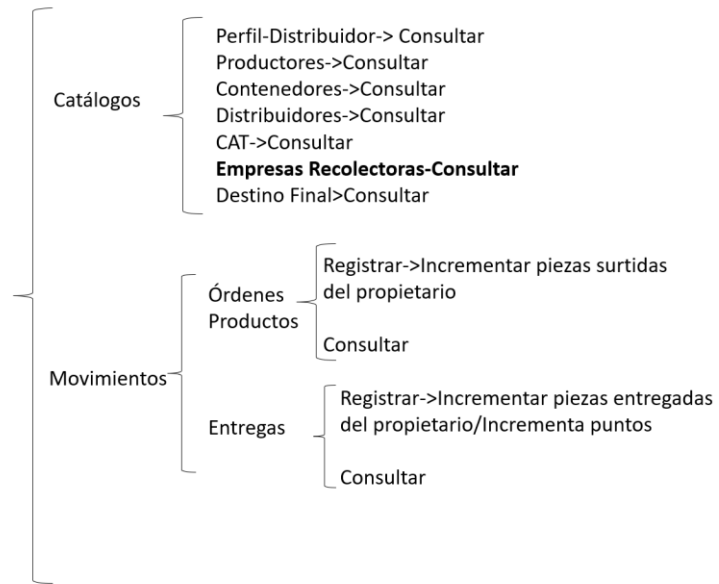 Catálogos
Perfil-Distribuidor-> Consultar
Productores->Consultar
Contenedores->Consultar
Distribuidores->Consultar
CAT->Consultar
Empresas Recolectoras-Consultar
Destino Final>Consultar
Movimientos
Órdenes
Productos
Registrar->Incrementar piezas surtidas
del propietario
Consultar
Entregas
Registrar->Incrementar piezas entregadas
del propietario/Incrementa puntos
Consultar